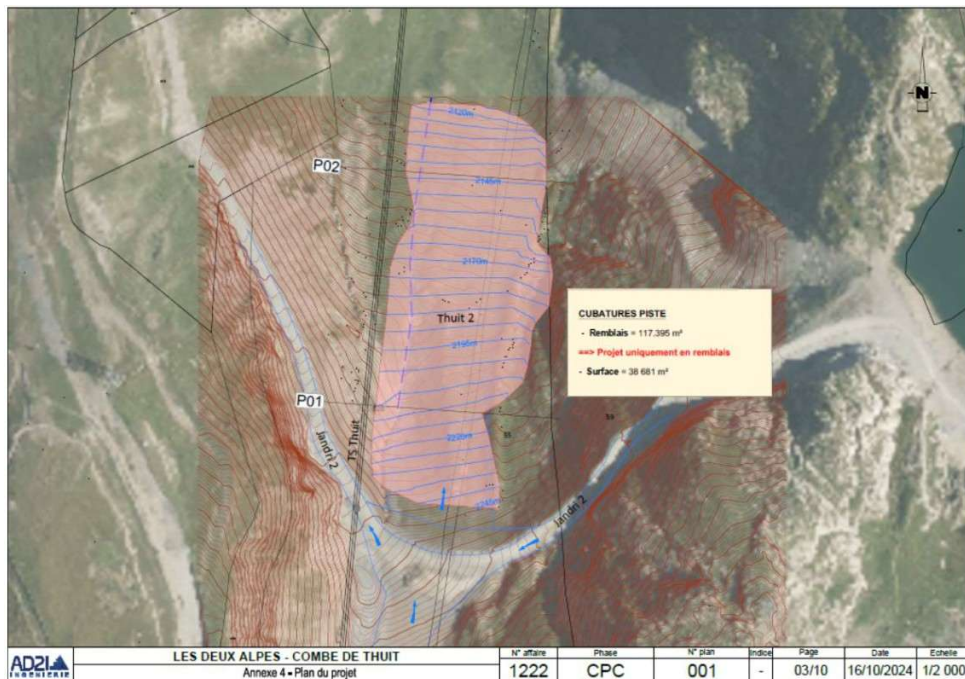 N
2120m
P02
2145m
2170m
Thuit 2
CUBATURES PISTE
- Remblais = 117.395 m³
==> Projet uniquement en remblais
- Surface = 38 681 m²
2195m
P01
Jandri 2
TS Thuit
2220m
2245m
Jandri 2
AD2I
INGENIERIE
LES DEUX ALPES - COMBE DE THUIT
Annexe 4 - Plan du projet
N° affaire
1222
Phase
CPC
N° plan
001
Indice
-
Page
03/10
Date
16/10/2024
Echelle
1/2 000